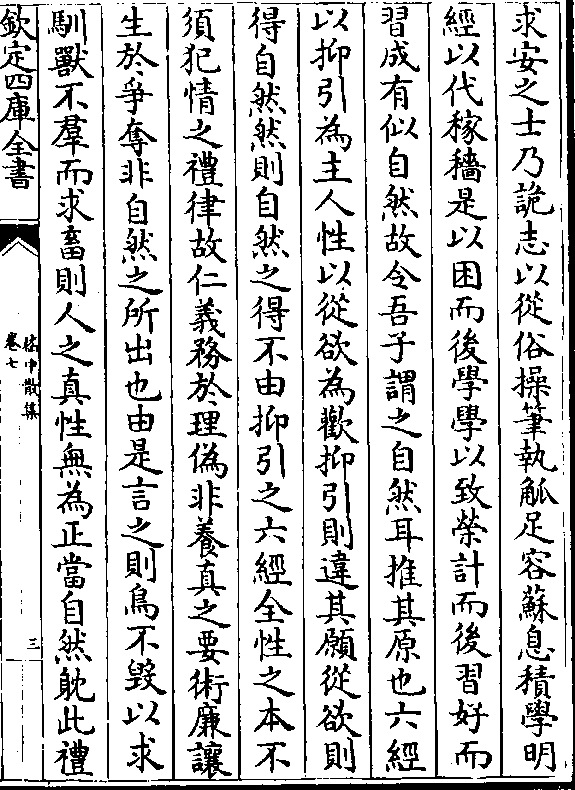 求安之士乃詭志以從俗操筆執觚足容蘇息積學明
經以代稼穡是以困而後學學以致榮計而後習好而
習成有似自然故令吾子謂之自然耳推其原也六經
以抑引為主人性以從欲為歡抑引則違其願從欲則
得自然然則自然之得不由抑引之六經全性之本不
須犯情之禮律故仁義務於理偽非養真之要術廉讓
生於爭奪非自然之所出也由是言之則鳥不毀以求
馴獸不羣而求畜則人之真性無為正當自然躭此禮
欽定四庫全書
嵇中散集
卷七
三